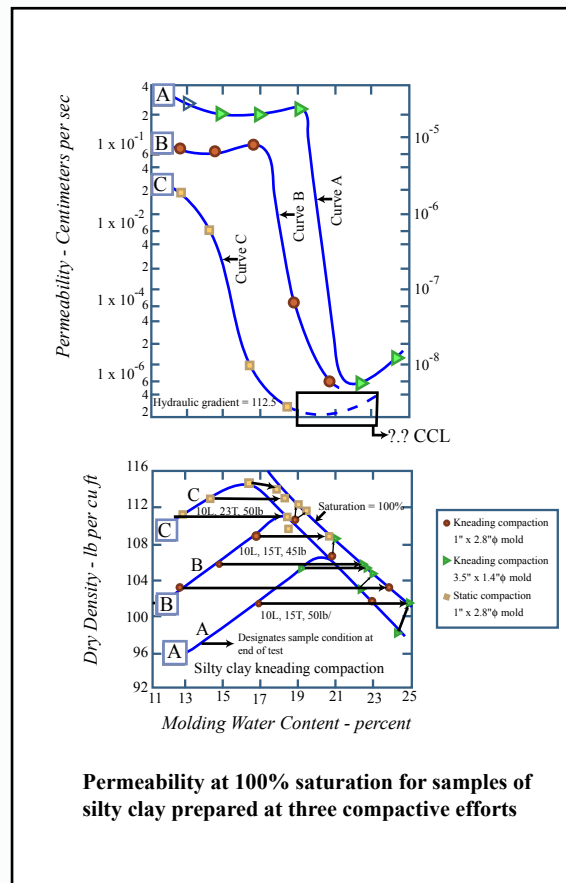 4
A
2
1 x 10⁻¹
10⁻⁵
B
6
4
C
2
1 x 10⁻²
10⁻⁶
6
4
Curve C
Curve B
Curve A
2
1 x 10⁻⁴
10⁻⁷
6
4
2
1 x 10⁻⁶
10⁻⁸
6
4
Hydraulic gradient = 112.5
2
Permeability - Centimeters per sec
?.? CCL
116
C
112
10L, 23T, 50lb
Saturation = 100%
C
108
10L, 15T, 45lb
B
104
B
100
10L, 15T, 50lb/
A
Designates sample condition at
end of test
A
96
Silty clay kneading compaction
92
11 13 15 17 19 21 23 25
Dry Density - lb per cu ft
Molding Water Content - percent
Kneading compaction
1" x 2.8"φ mold
Kneading compaction
3.5" x 1.4"φ mold
Static compaction
1" x 2.8"φ mold
Permeability at 100% saturation for samples of
silty clay prepared at three compactive efforts